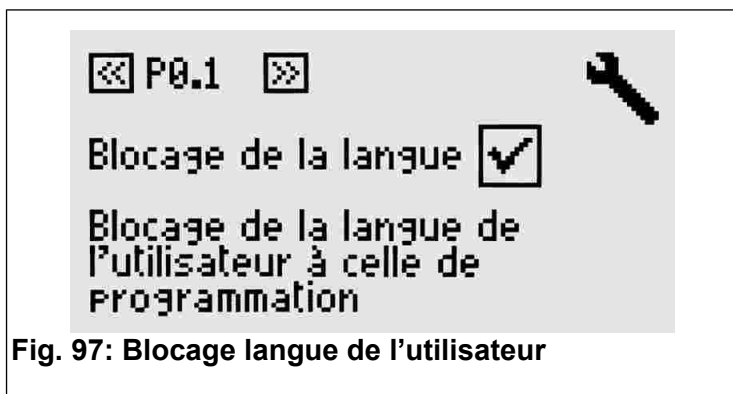 « P0.1 »
Blocage de la langue
Blocage de la langue de
l'utilisateur à celle de
programmation
Fig. 97: Blocage langue de l'utilisateur